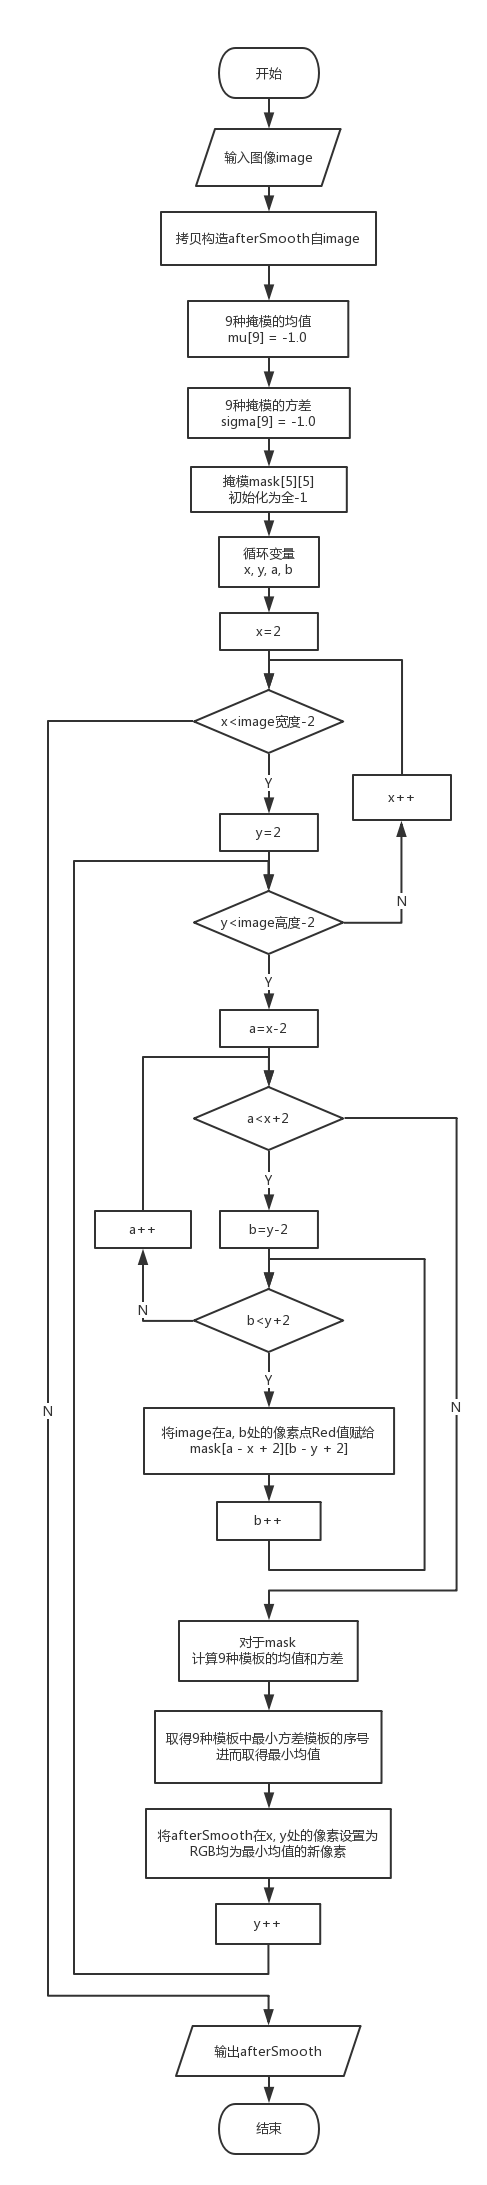 开始
输入图像image
拷贝构造afterSmooth自image
9种掩模的均值
mu[9] = -1.0
9种掩模的方差
sigma[9] = -1.0
掩模mask[5][5]
初始化为全-1
循环变量
x, y, a, b
x=2
x<image宽度-2
Y
x++
y=2
N
y<image高度-2
Y
a=x-2
a<x+2
Y
a++
b=y-2
N
b<y+2
Y
N
N
将image在a, b处的像素点Red值赋给
mask[a - x + 2][b - y + 2]
b++
对于mask
计算9种模板的均值和方差
取得9种模板中最小方差模板的序号
进而取得最小均值
将afterSmooth在x, y处的像素设置为
RGB均为最小均值的新像素
y++
输出afterSmooth
结束